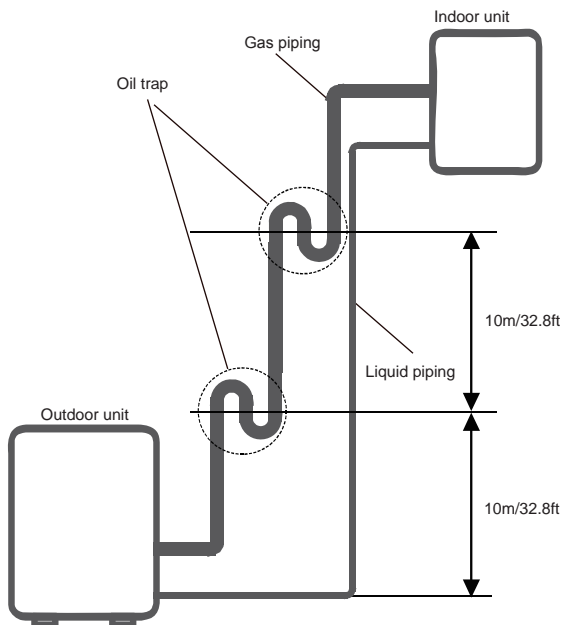 Indoor unit
Gas piping
Oil trap
10m/32.8ft
Liquid piping
Outdoor unit
10m/32.8ft